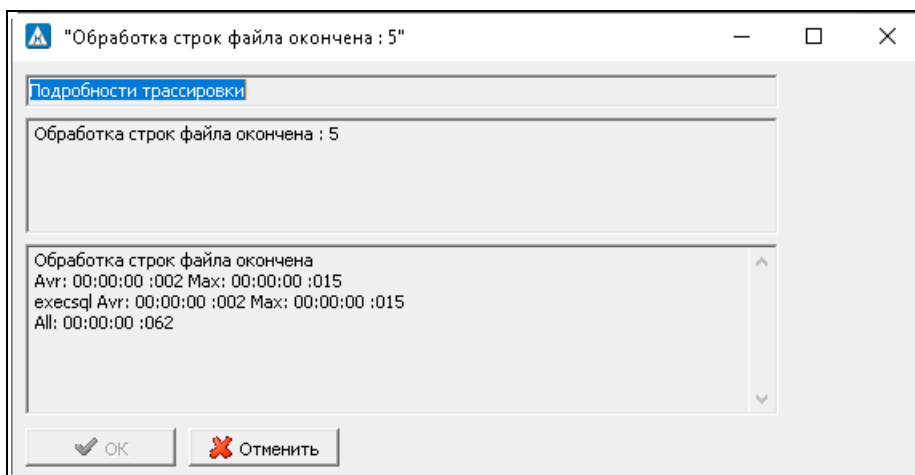 "Обработка строк файла окончена : 5"
Подробности трассировки
Обработка строк файла окончена : 5
Обработка строк файла окончена
Avr: 00:00:00 :002 Max: 00:00:00 :015
execsql Avr: 00:00:00 :002 Max: 00:00:00 :015
All: 00:00:00 :062
ОК Отменить